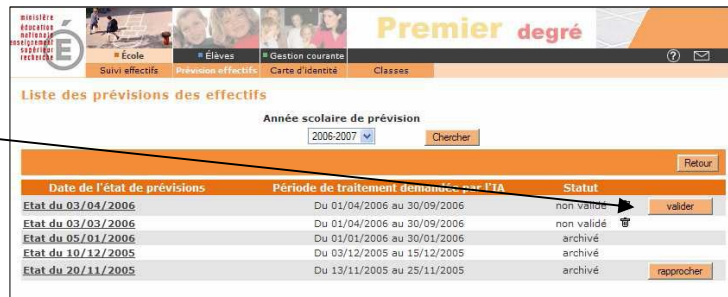 ministère
éducation
nationale
enseignement
supérieur
recherche
É
Premier degré
École Élèves Gestion courante
Suivi effectifs Prévision effectifs Carte d'identité Classes
Liste des prévisions des effectifs
Année scolaire de prévision
2006-2007 Chercher
Retour
Date de l'état de prévisions Période de traitement demandée par l'IA Statut
Etat du 03/04/2006 Du 01/04/2006 au 30/09/2006 non validé valider
Etat du 03/03/2006 Du 01/04/2006 au 30/09/2006 non validé
Etat du 05/01/2006 Du 01/01/2006 au 30/01/2006 archivé
Etat du 10/12/2005 Du 03/12/2005 au 15/12/2005 archivé
Etat du 20/11/2005 Du 13/11/2005 au 25/11/2005 archivé rapprocher